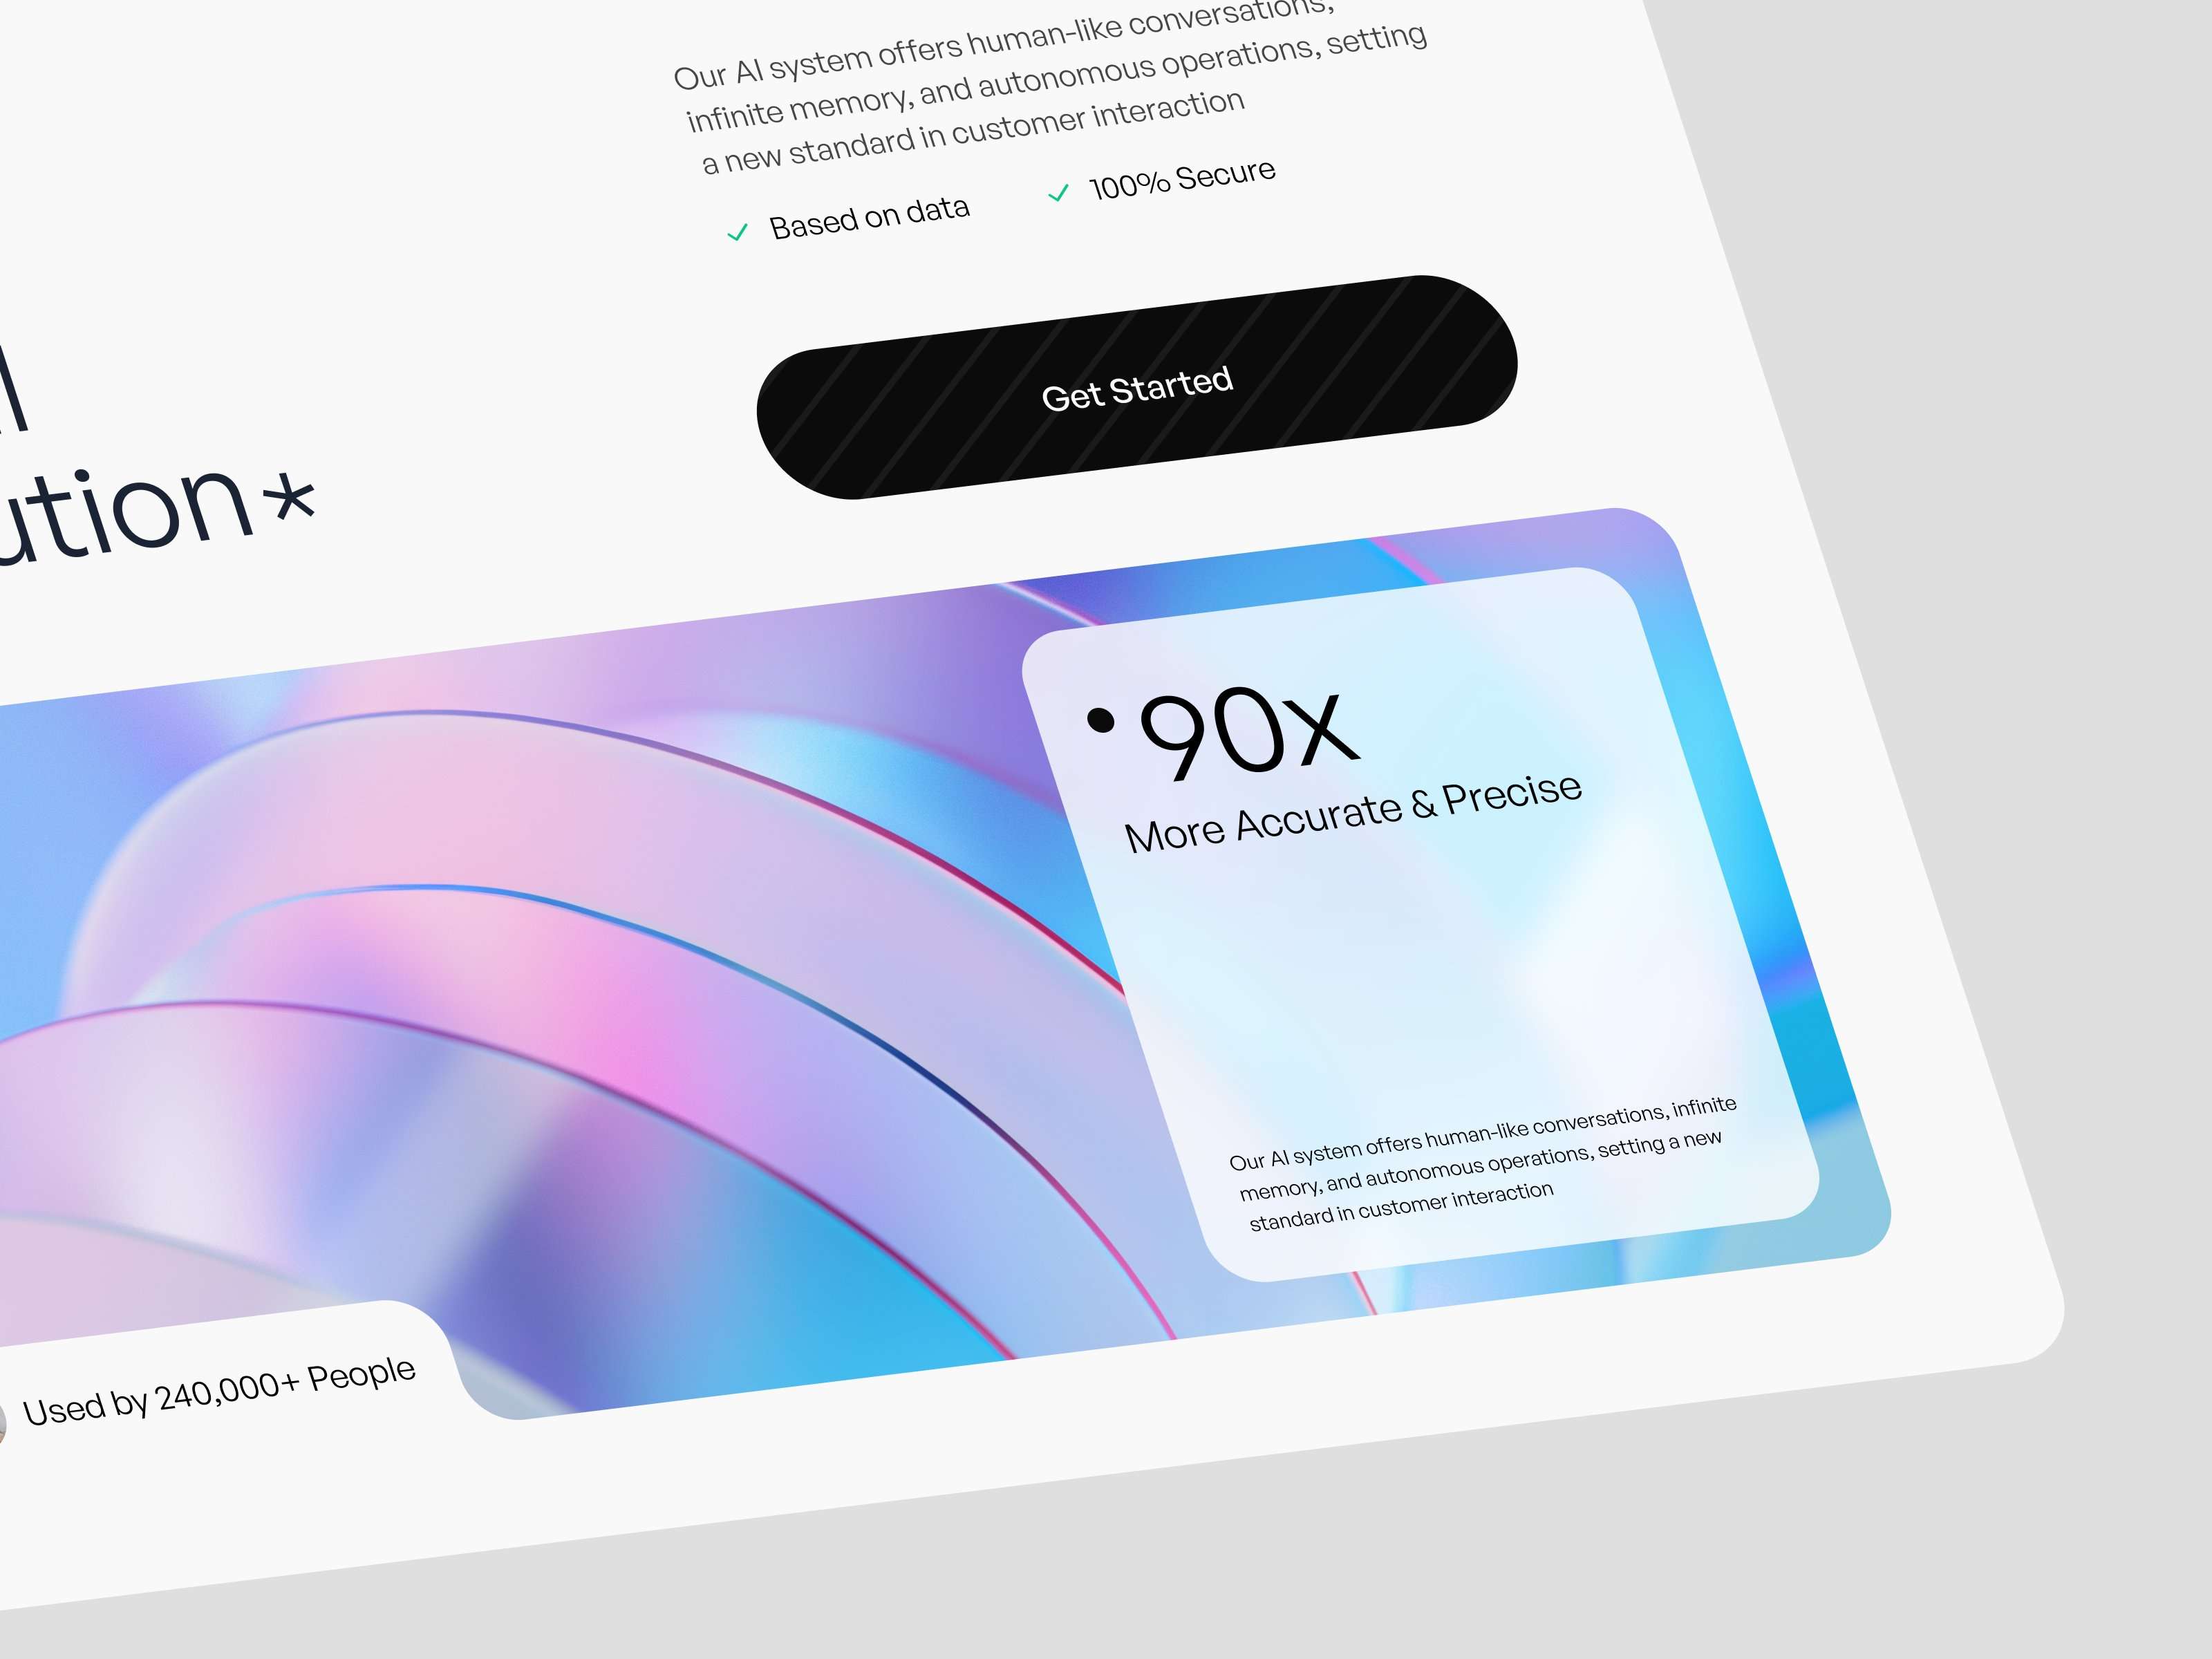 Our AI system offers human-like conversations,
infinite memory, and autonomous operations, setting
a new standard in customer interaction
Based on data
100% Secure
Get Started
90x
More Accurate & Precise
Our AI system offers human-like conversations, infinite
memory, and autonomous operations, setting a new
standard in customer interaction
Used by 240,000+ People